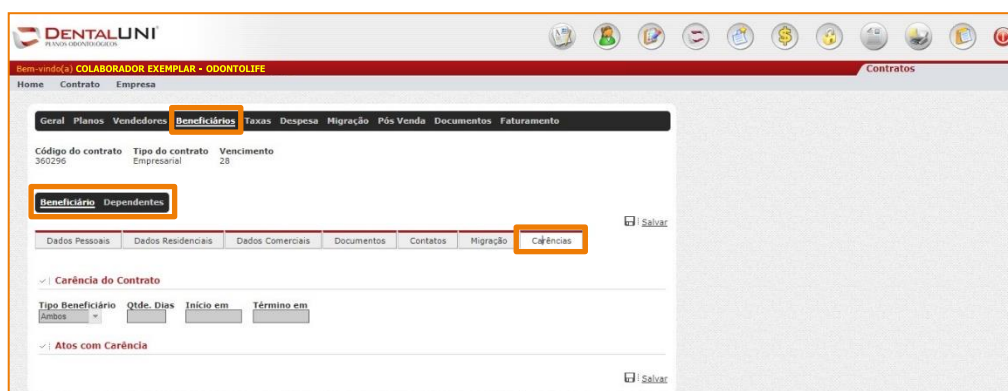 DENTALUNI
PLANOS ODONTOLÓGICOS
Bem-vindo(a) COLABORADOR EXEMPLAR - ODONTOLIFE
Contratos
Home Contrato Empresa
Geral Planos Vendedores Beneficiários Taxas Despesa Migração Pós Venda Documentos Faturamento
Código do contrato Tipo do contrato Vencimento
360296 Empresarial 28
Beneficiário Dependentes
Salvar
Dados Pessoais Dados Residenciais Dados Comerciais Documentos Contatos Migração Carências
Carência do Contrato
Tipo Beneficiário Qtde. Dias Início em Término em
Ambos
Atos com Carência
Salvar